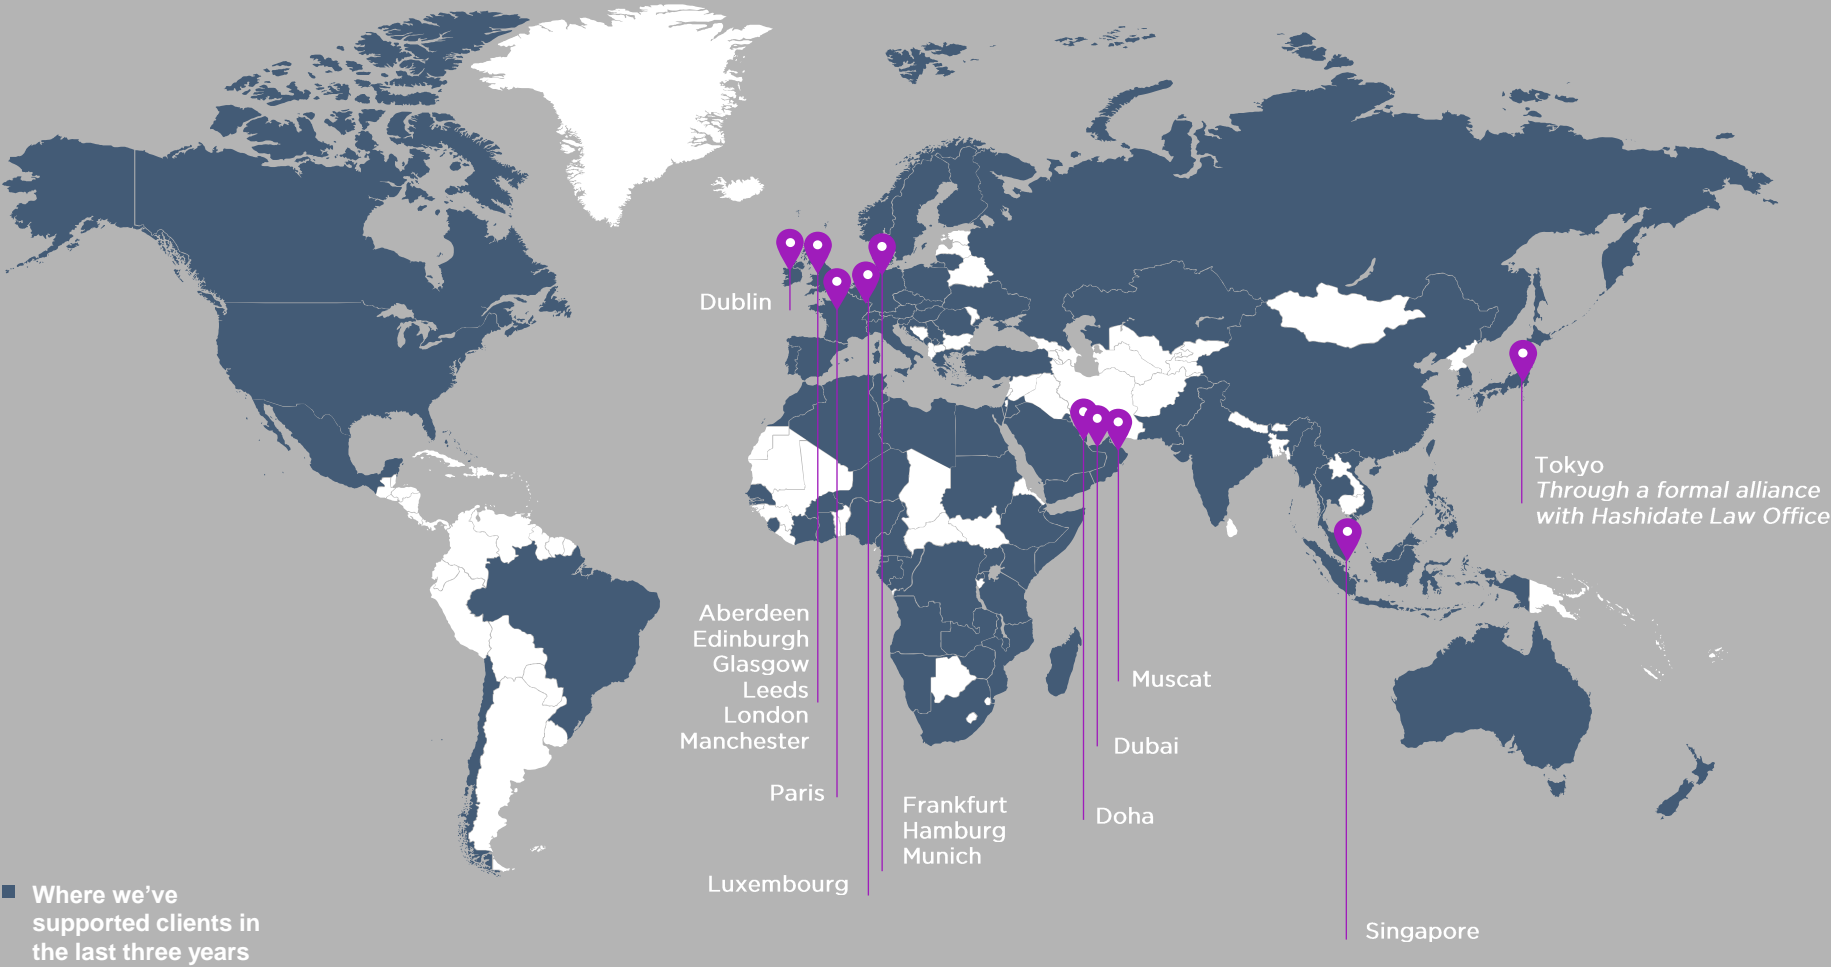 Dublin
Tokyo
Through a formal alliance
with Hashidate Law Office
Aberdeen
Edinburgh
Glasgow
Leeds
London
Manchester
Muscat
Dubai
Paris
Frankfurt
Hamburg
Munich
Doha
Luxembourg
Where we’ve
supported clients in
the last three years
Singapore